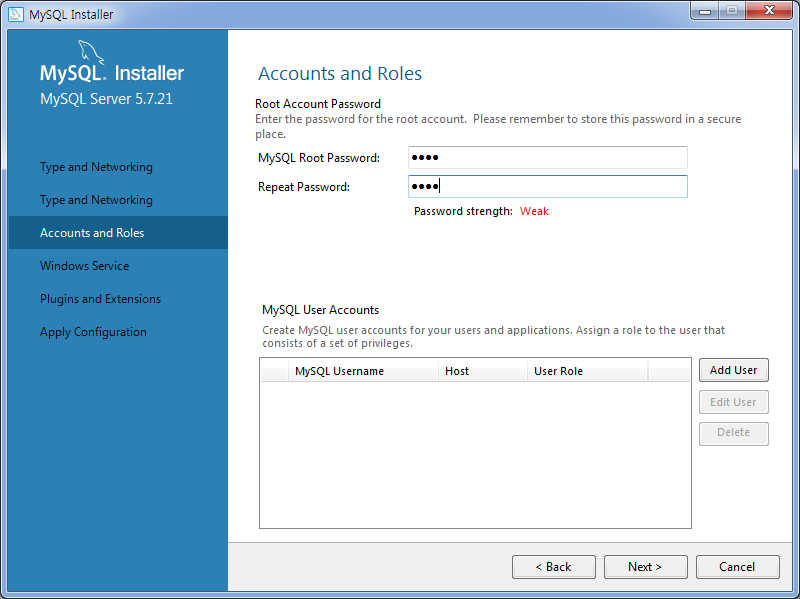 MySQL Installer
MySQL. Installer
MySQL Server 5.7.21
Type and Networking
Type and Networking
Accounts and Roles
Windows Service
Plugins and Extensions
Apply Configuration
Accounts and Roles
Root Account Password
Enter the password for the root account.  Please remember to store this password in a secure
place.
MySQL Root Password: ●●●●
Repeat Password: ●●●●
Password strength: Weak
MySQL User Accounts
Create MySQL user accounts for your users and applications. Assign a role to the user that
consists of a set of privileges.
MySQL Username Host User Role
Add User
Edit User
Delete
< Back Next > Cancel